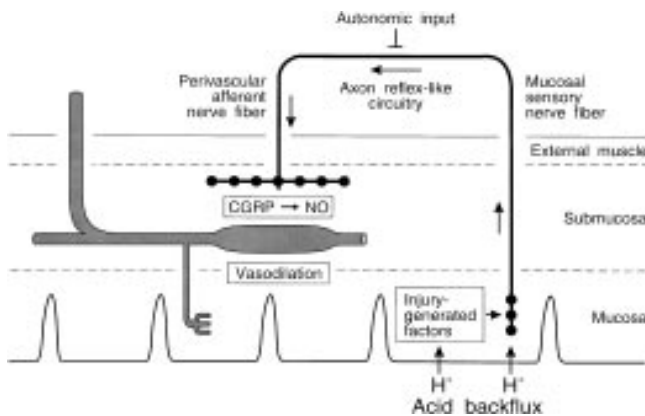 Autonomic input
Perivascular
afferent
nerve fiber
Axon reflex-like
circuitry
Mucosal
sensory
nerve fiber
External muscle
CGRP → NO
Submucosa
Vasodilation
Injury-
generated
factors
Mucosa
H+ H+
Acid backflux